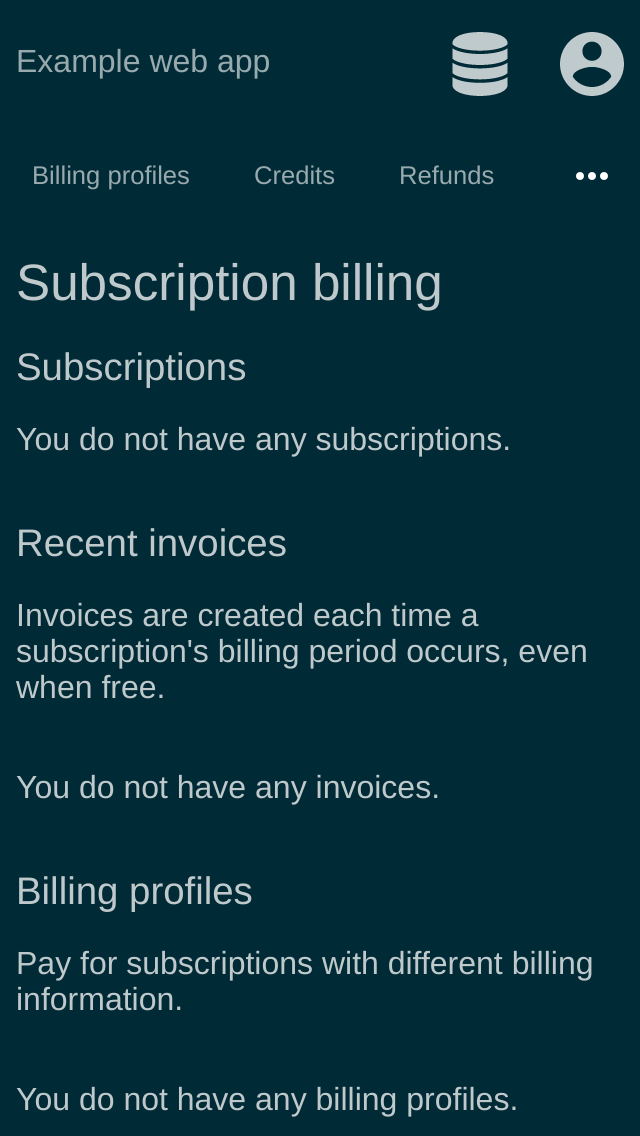 Example web app
Billing profiles Credits Refunds
Subscription billing
Subscriptions
You do not have any subscriptions.
Recent invoices
Invoices are created each time a
subscription's billing period occurs, even
when free.
You do not have any invoices.
Billing profiles
Pay for subscriptions with different billing
information.
You do not have any billing profiles.